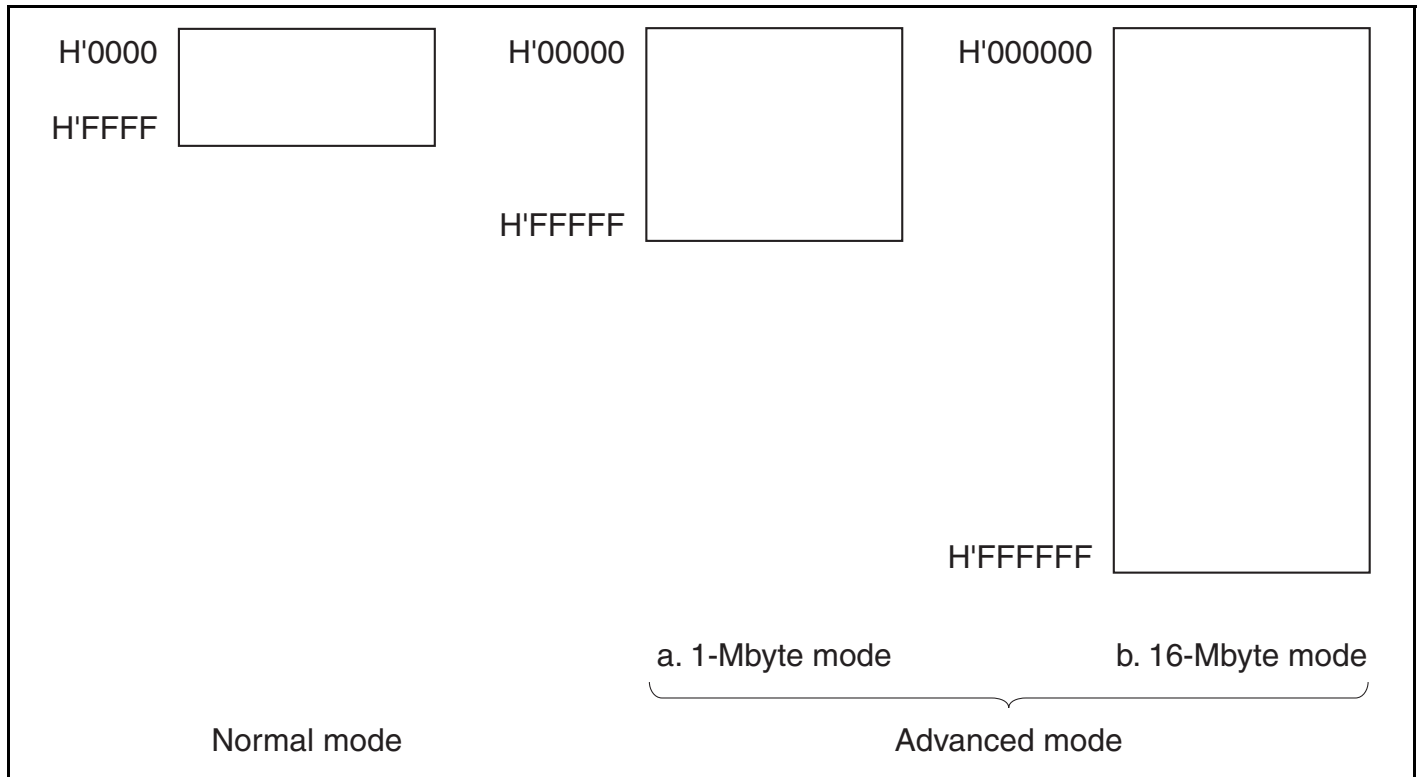 H'0000
H'FFFF
H'00000
H'FFFFF
H'000000
H'FFFFFF
a. 1-Mbyte mode
b. 16-Mbyte mode
Normal mode
Advanced mode